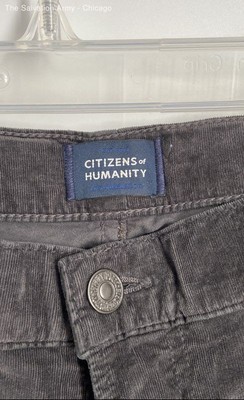 The Salvation Army - Chicago
CITIZENS of
HUMANITY